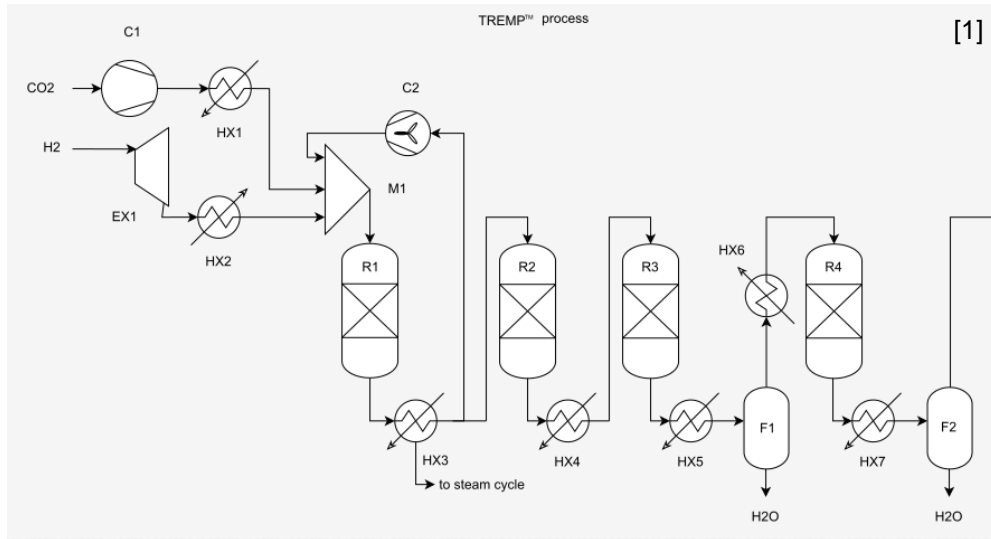 TREMP™ process
[1]
C1
CO2
HX1
C2
H2
M1
EX1
HX2
R1
R2
R3
HX6
R4
HX3
to steam cycle
HX4
HX5
F1
HX7
F2
H2O
H2O